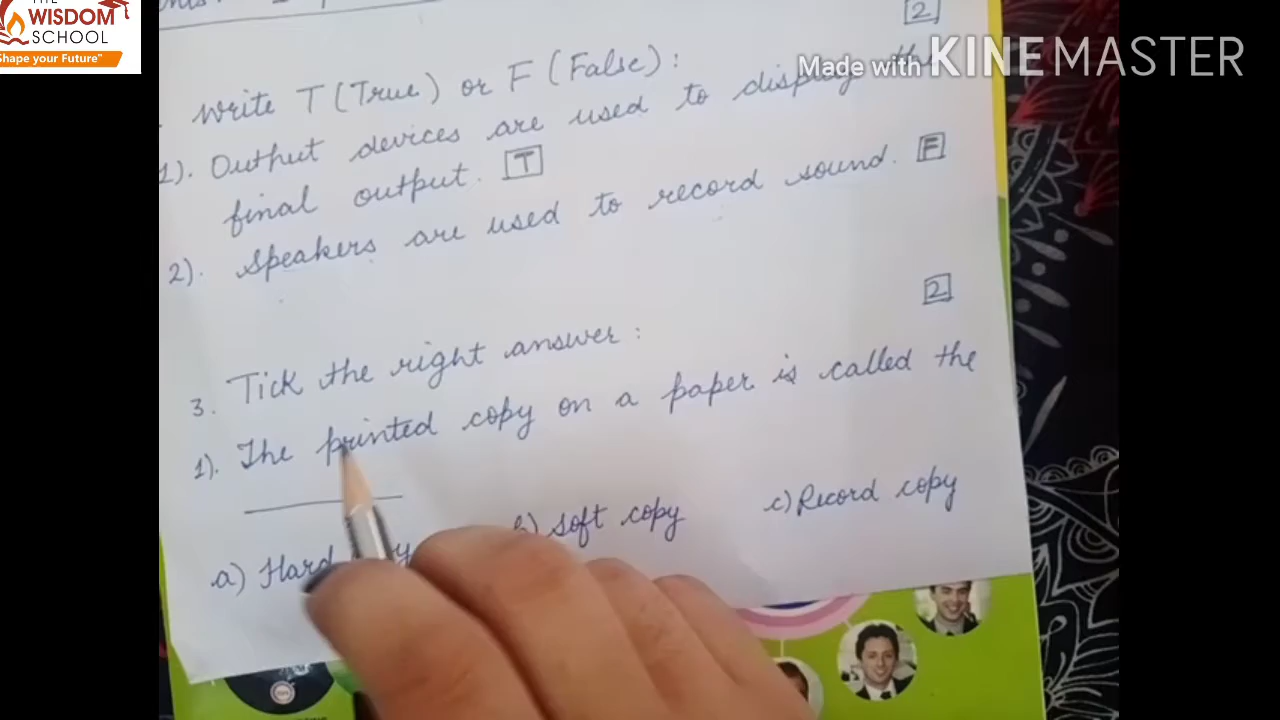 THE
WISDOM
SCHOOL
Shape your Future"
Made with KINEMASTER
2
write T (True) or F (False) :
1). Output devices are used to display the
final output. T
2). Speakers are used to record sound. F
2
3. Tick the right answer :
1). The printed copy on a paper is called the
a) Hard b) soft copy c) Record copy